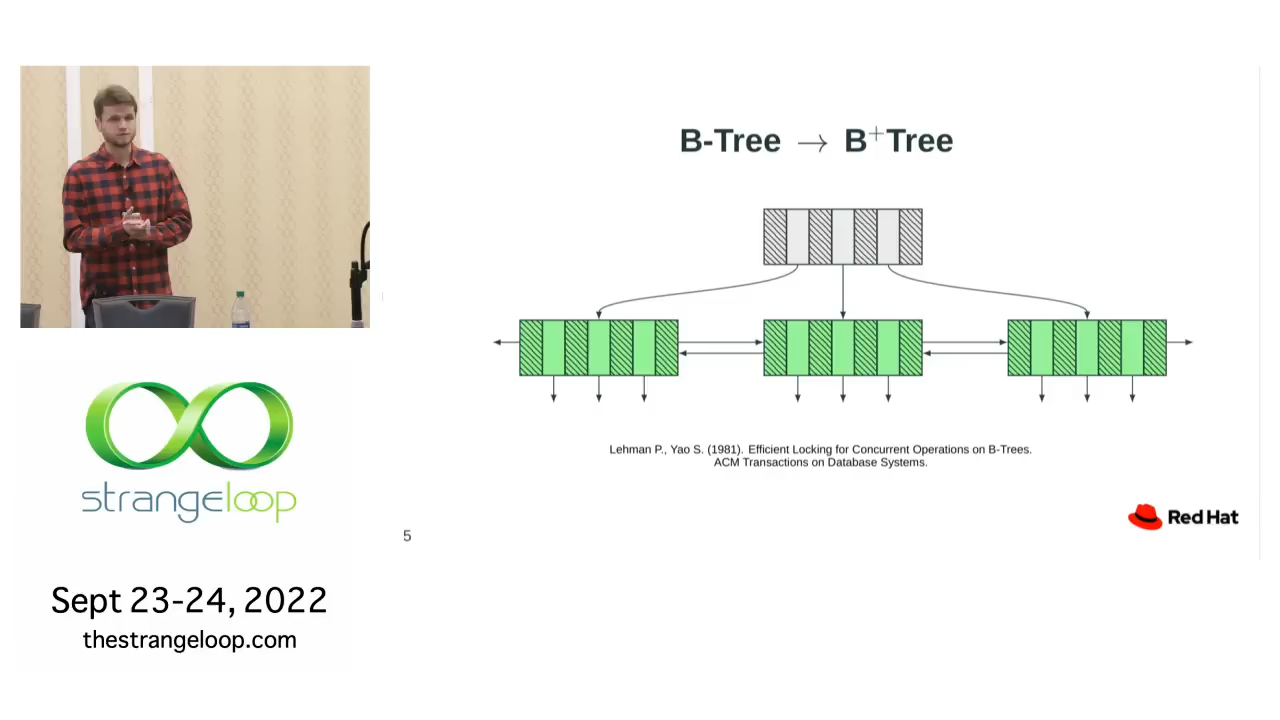 B-Tree → B⁺Tree
Lehman P., Yao S. (1981). Efficient Locking for Concurrent Operations on B-Trees.
ACM Transactions on Database Systems.
Red Hat
5
strangeloop
Sept 23-24, 2022
thestrangeloop.com